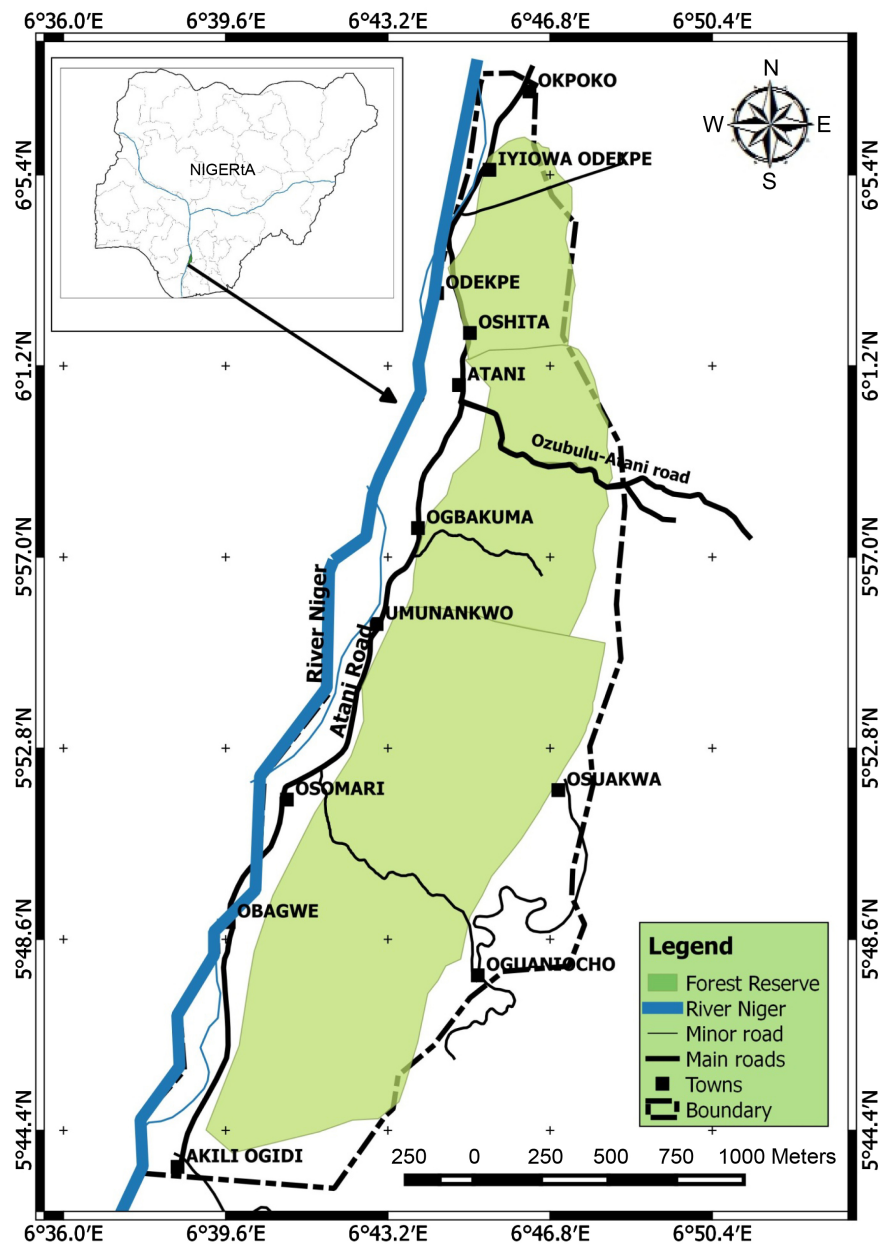 6°36.0′E 6°39.6′E 6°43.2′E 6°46.8′E 6°50.4′E
N
W E
S
NIGERtA
OKPOKO
IYIOWA ODEKPE
6°5.4′N 6°5.4′N
ODEKPE
OSHITA
6°1.2′N 6°1.2′N
ATANI
Ozubulu-Atani road
OGBAKUMA
5°57.0′N 5°57.0′N
River Niger
UMUNANKWO
Atani Road
5°52.8′N 5°52.8′N
OSOMARI
OSUAKWA
OBAGWE
5°48.6′N 5°48.6′N
OGUANIOCHO
Legend
Forest Reserve
River Niger
Minor road
Main roads
Towns
Boundary
5°44.4′N 5°44.4′N
AKILI OGIDI
250 0 250 500 750 1000 Meters
6°36.0′E 6°39.6′E 6°43.2′E 6°46.8′E 6°50.4′E